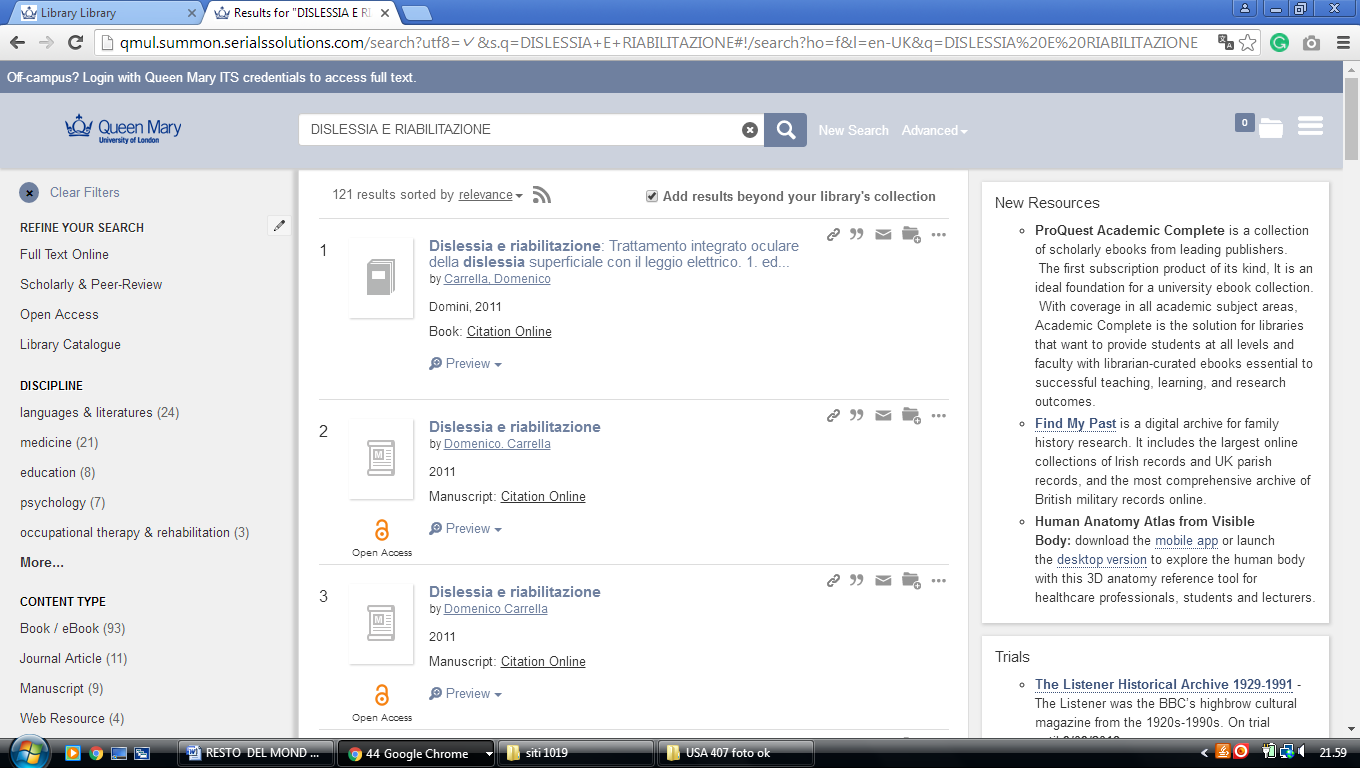 Library Library
Results for "DISLESSIA E RI
qmul.summon.serialssolutions.com/search?utf8=✓&s.q=DISLESSIA+E+RIABILITAZIONE#!/search?ho=f&l=en-UK&q=DISLESSIA%20E%20RIABILITAZIONE
Off-campus? Login with Queen Mary ITS credentials to access full text.
Queen Mary
University of London
DISLESSIA E RIABILITAZIONE
New Search
Advanced
0
Clear Filters
REFINE YOUR SEARCH
Full Text Online
Scholarly & Peer-Review
Open Access
Library Catalogue
DISCIPLINE
languages & literatures (24)
medicine (21)
education (8)
psychology (7)
occupational therapy & rehabilitation (3)
More...
CONTENT TYPE
Book / eBook (93)
Journal Article (11)
Manuscript (9)
Web Resource (4)
121 results sorted by relevance
Add results beyond your library's collection
1
Dislessia e riabilitazione: Trattamento integrato oculare
della dislessia superficiale con il leggio elettrico. 1. ed...
by Carrella, Domenico
Domini, 2011
Book: Citation Online
Preview
2
Dislessia e riabilitazione
by Domenico. Carrella
2011
Manuscript: Citation Online
Preview
Open Access
3
Dislessia e riabilitazione
by Domenico Carrella
2011
Manuscript: Citation Online
Preview
Open Access
New Resources
ProQuest Academic Complete is a collection
of scholarly ebooks from leading publishers.
The first subscription product of its kind, It is an
ideal foundation for a university ebook collection.
With coverage in all academic subject areas,
Academic Complete is the solution for libraries
that want to provide students at all levels and
faculty with librarian-curated ebooks essential to
successful teaching, learning, and research
outcomes.
Find My Past is a digital archive for family
history research. It includes the largest online
collections of Irish records and UK parish
records, and the most comprehensive archive of
British military records online.
Human Anatomy Atlas from Visible
Body: download the mobile app or launch
the desktop version to explore the human body
with this 3D anatomy reference tool for
healthcare professionals, students and lecturers.
Trials
The Listener Historical Archive 1929-1991 -
The Listener was the BBC's highbrow cultural
magazine from the 1920s-1990s. On trial
RESTO DEL MOND ...
44 Google Chrome
siti 1019
USA 407 foto ok
21.59